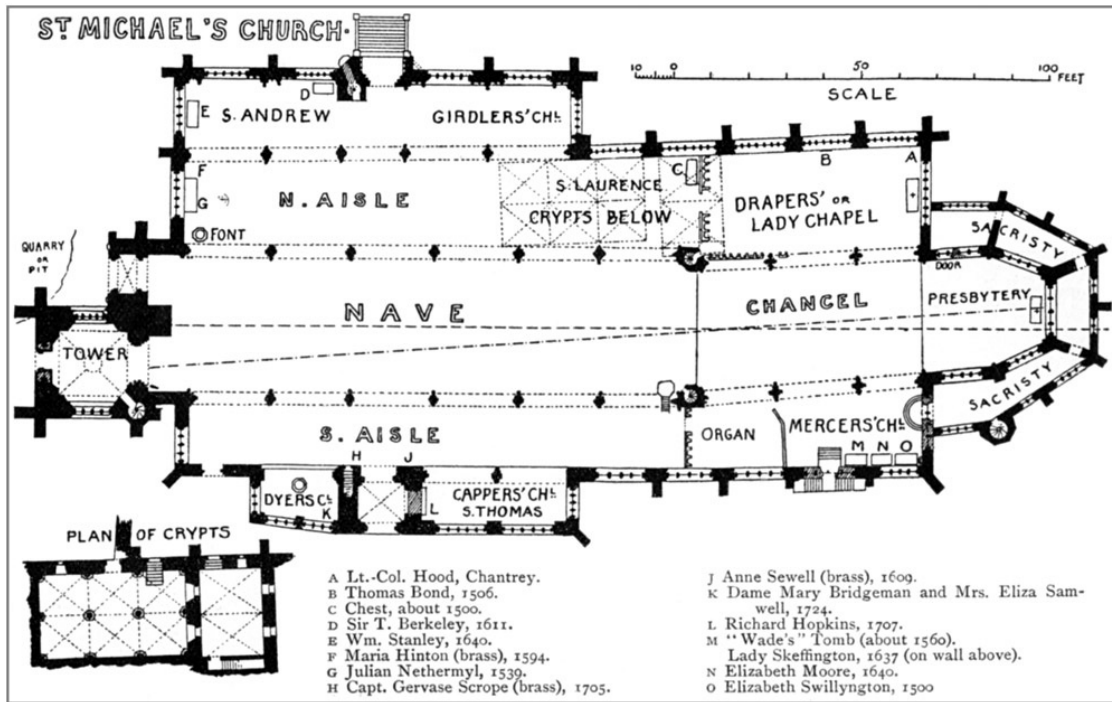 ST MICHAEL'S CHURCH.
10 0 50 100 FEET
SCALE
D
E
S. ANDREW
GIRDLERS' CHL
F
G
N. AISLE
S. LAURENCE
CRYPTS BELOW
C
B
A
DRAPERS' OR
LADY CHAPEL
FONT
QUARRY
OR
PIT
SACRISTY
DOOR
NAVE
CHANCEL
PRESBYTERY
TOWER
SACRISTY
S. AISLE
ORGAN
MERCERS' CHL
M N O
H
J
DYERS CL
K
L
CAPPERS' CHL
S. THOMAS
PLAN OF CRYPTS
A Lt.-Col. Hood, Chantrey.
B Thomas Bond, 1506.
C Chest, about 1500.
D Sir T. Berkeley, 1611.
E Wm. Stanley, 1640.
F Maria Hinton (brass), 1594.
G Julian Nethermyl, 1539.
H Capt. Gervase Scrope (brass), 1705.
J Anne Sewell (brass), 1609.
K Dame Mary Bridgeman and Mrs. Eliza Sam-
well, 1724.
L Richard Hopkins, 1707.
M "Wade's" Tomb (about 1560).
Lady Skeffington, 1637 (on wall above).
N Elizabeth Moore, 1640.
O Elizabeth Swillyngton, 1500